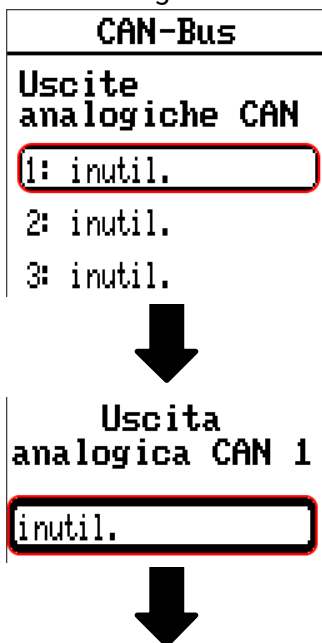 CAN-Bus
Uscite
analogiche CAN
1: inutil.
2: inutil.
3: inutil.
Uscita
analogica CAN 1
inutil.